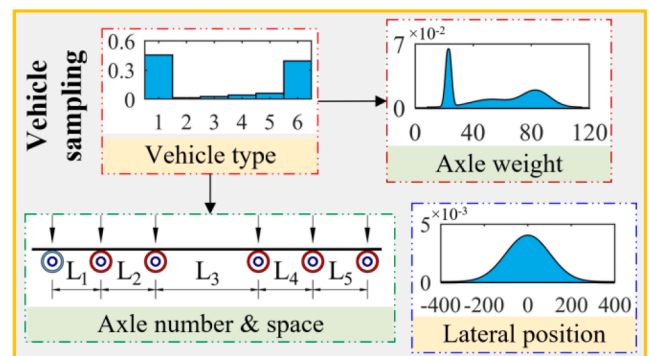 Vehicle
sampling
0.6
0.3
0
1 2 3 4 5 6
Vehicle type
×10⁻²
7
0
0 40 80 120
Axle weight
L₁ L₂ L₃ L₄ L₅
Axle number & space
×10⁻³
5
0
-400 -200 0 200 400
Lateral position